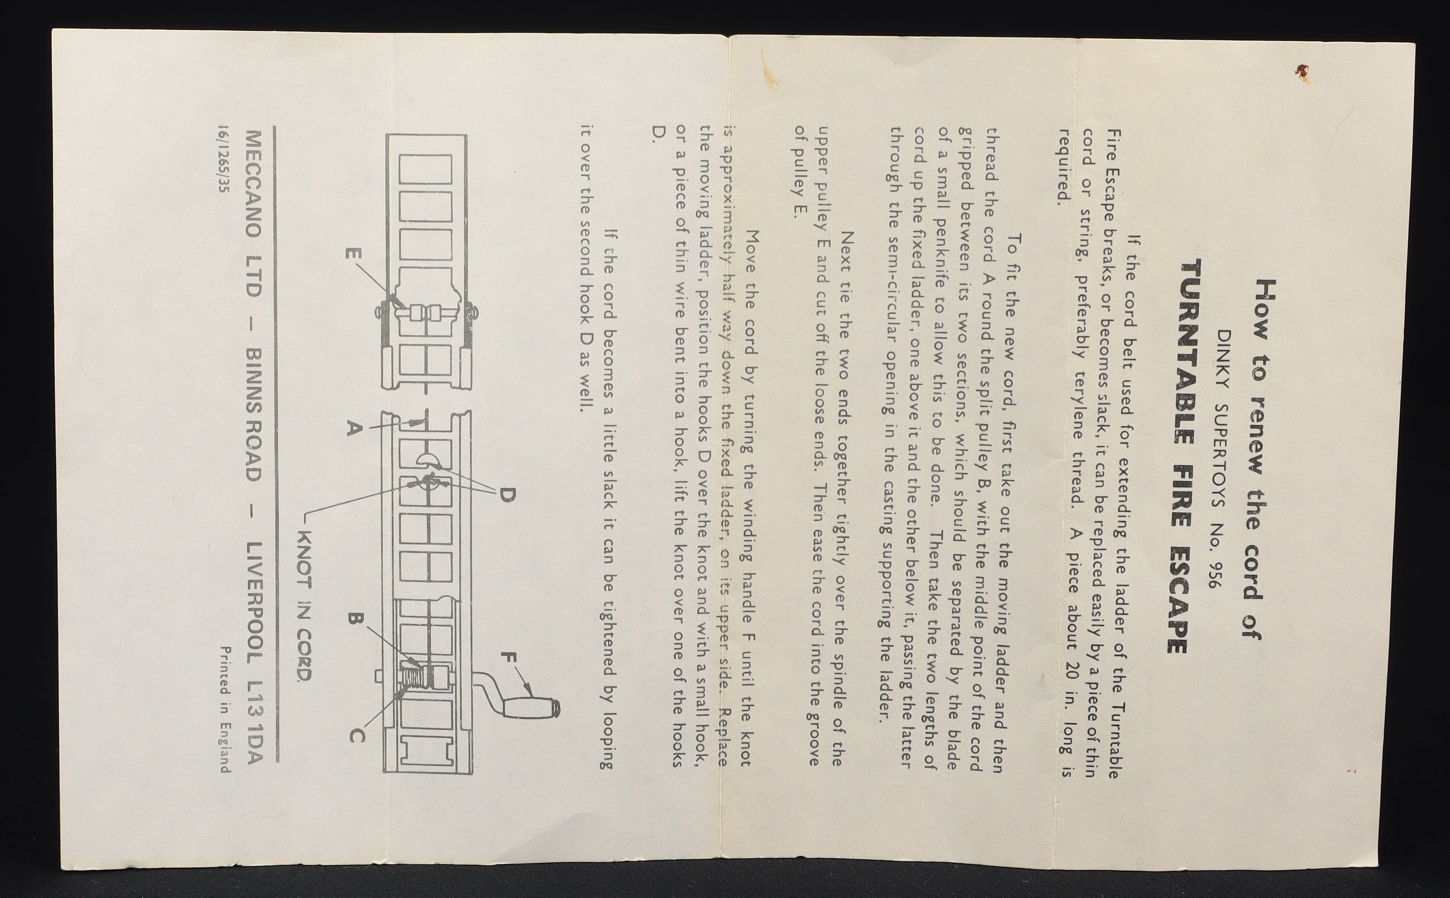 How to renew the cord of
DINKY SUPERTOYS No. 956
TURNTABLE FIRE ESCAPE
If the cord belt used for extending the ladder of the Turntable
Fire Escape breaks, or becomes slack, it can be replaced easily by a piece of thin
cord or string, preferably terylene thread. A piece about 20 in. long is
required.
To fit the new cord, first take out the moving ladder and then
thread the cord A round the split pulley B, with the middle point of the cord
gripped between its two sections, which should be separated by the blade
of a small penknife to allow this to be done. Then take the two lengths of
cord up the fixed ladder, one above it and the other below it, passing the latter
through the semi-circular opening in the casting supporting the ladder.
Next tie the two ends together tightly over the spindle of the
upper pulley E and cut off the loose ends. Then ease the cord into the groove
of pulley E.
Move the cord by turning the winding handle F until the knot
is approximately half way down the fixed ladder, on its upper side. Replace
the moving ladder, position the hooks D over the knot and with a small hook,
or a piece of thin wire bent into a hook, lift the knot over one of the hooks
D.
If the cord becomes a little slack it can be tightened by looping
it over the second hook D as well.
D
F
E
A
B
C
KNOT IN CORD.
MECCANO LTD – BINNS ROAD – LIVERPOOL L13 1DA
16/1265/35
Printed in England